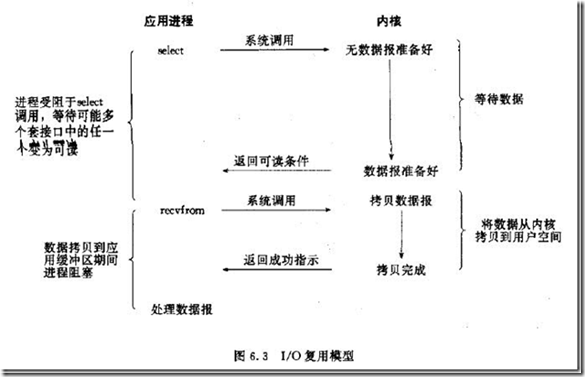 应用进程
内核
select
系统调用
无数据报准备好
进程受阻于select
调用，等待可能多
个套接口中的任一
个变为可读
等待数据
返回可读条件
数据报准备好
recvfrom
系统调用
拷贝数据报
数据拷贝到应
用缓冲区期间
进程阻塞
将数据从内核
拷贝到用户空间
返回成功指示
拷贝完成
处理数据报
图 6.3 I/O 复用模型